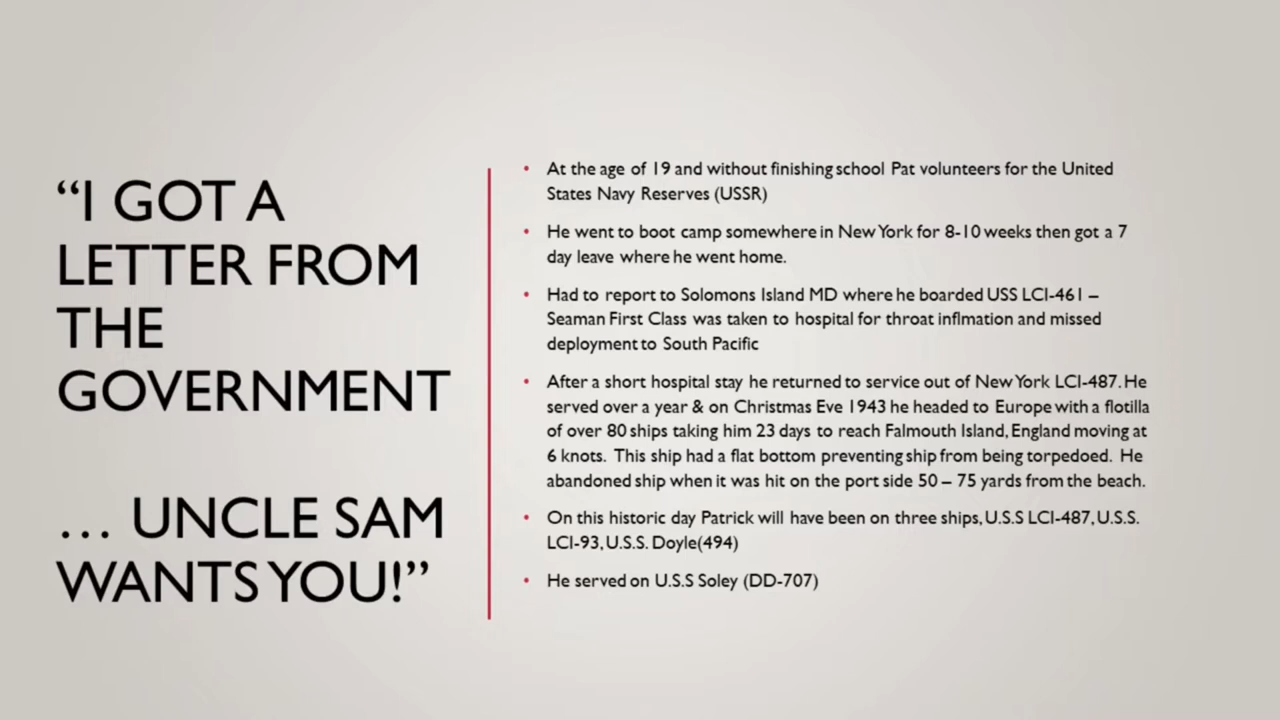 “I GOT A
LETTER FROM
THE
GOVERNMENT
… UNCLE SAM
WANTS YOU!”
• At the age of 19 and without finishing school Pat volunteers for the United
States Navy Reserves (USSR)
• He went to boot camp somewhere in New York for 8-10 weeks then got a 7
day leave where he went home.
• Had to report to Solomons Island MD where he boarded USS LCI-461 –
Seaman First Class was taken to hospital for throat inflmation and missed
deployment to South Pacific
• After a short hospital stay he returned to service out of New York LCI-487. He
served over a year & on Christmas Eve 1943 he headed to Europe with a flotilla
of over 80 ships taking him 23 days to reach Falmouth Island, England moving at
6 knots. This ship had a flat bottom preventing ship from being torpedoed. He
abandoned ship when it was hit on the port side 50 – 75 yards from the beach.
• On this historic day Patrick will have been on three ships, U.S.S LCI-487, U.S.S.
LCI-93, U.S.S. Doyle(494)
• He served on U.S.S Soley (DD-707)